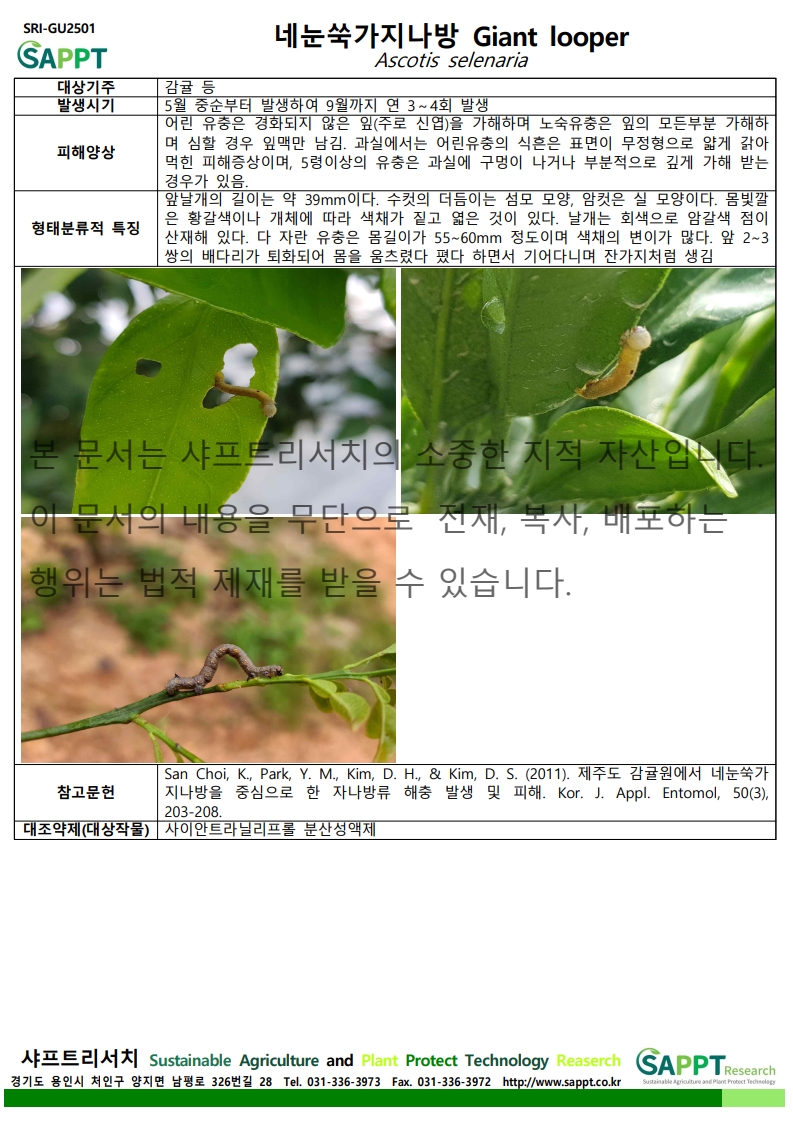 SRI-GU2501
SAPPT
네눈쑥가지나방 Giant looper
Ascotis selenaria
대상기주 감귤 등
발생시기 5월 중순부터 발생하여 9월까지 연 3~4회 발생
피해양상
어린 유충은 경화되지 않은 잎(주로 신엽)을 가해하며 노숙유충은 잎의 모든부분 가해하
며 심할 경우 잎맥만 남김. 과실에서는 어린유충의 식흔은 표면이 무정형으로 얇게 갉아
먹힌 피해증상이며, 5령이상의 유충은 과실에 구멍이 나거나 부분적으로 깊게 가해 받는
경우가 있음.
형태분류적 특징
앞날개의 길이는 약 39mm이다. 수컷의 더듬이는 섬모 모양, 암컷은 실 모양이다. 몸빛깔
은 황갈색이나 개체에 따라 색채가 짙고 엷은 것이 있다. 날개는 회색으로 암갈색 점이
산재해 있다. 다 자란 유충은 몸길이가 55~60mm 정도이며 색채의 변이가 많다. 앞 2~3
쌍의 배다리가 퇴화되어 몸을 움츠렸다 폈다 하면서 기어다니며 잔가지처럼 생김
본 문서는 샤프트리서치의 소중한 지적 자산입니다.
이 문서의 내용을 무단으로 전재, 복사, 배포하는
행위는 법적 제재를 받을 수 있습니다.
참고문헌
San Choi, K., Park, Y. M., Kim, D. H., & Kim, D. S. (2011). 제주도 감귤원에서 네눈쑥가
지나방을 중심으로 한 자나방류 해충 발생 및 피해. Kor. J. Appl. Entomol, 50(3),
203-208.
대조약제(대상작물) 사이안트라닐리프롤 분산성액제
샤프트리서치 Sustainable Agriculture and Plant Protect Technology Reaserch
경기도 용인시 처인구 양지면 남평로 326번길 28 Tel. 031-336-3973 Fax. 031-336-3972 http://www.sappt.co.kr
SAPPT Research
Sustainable Agriculture and Plant Protect Technology